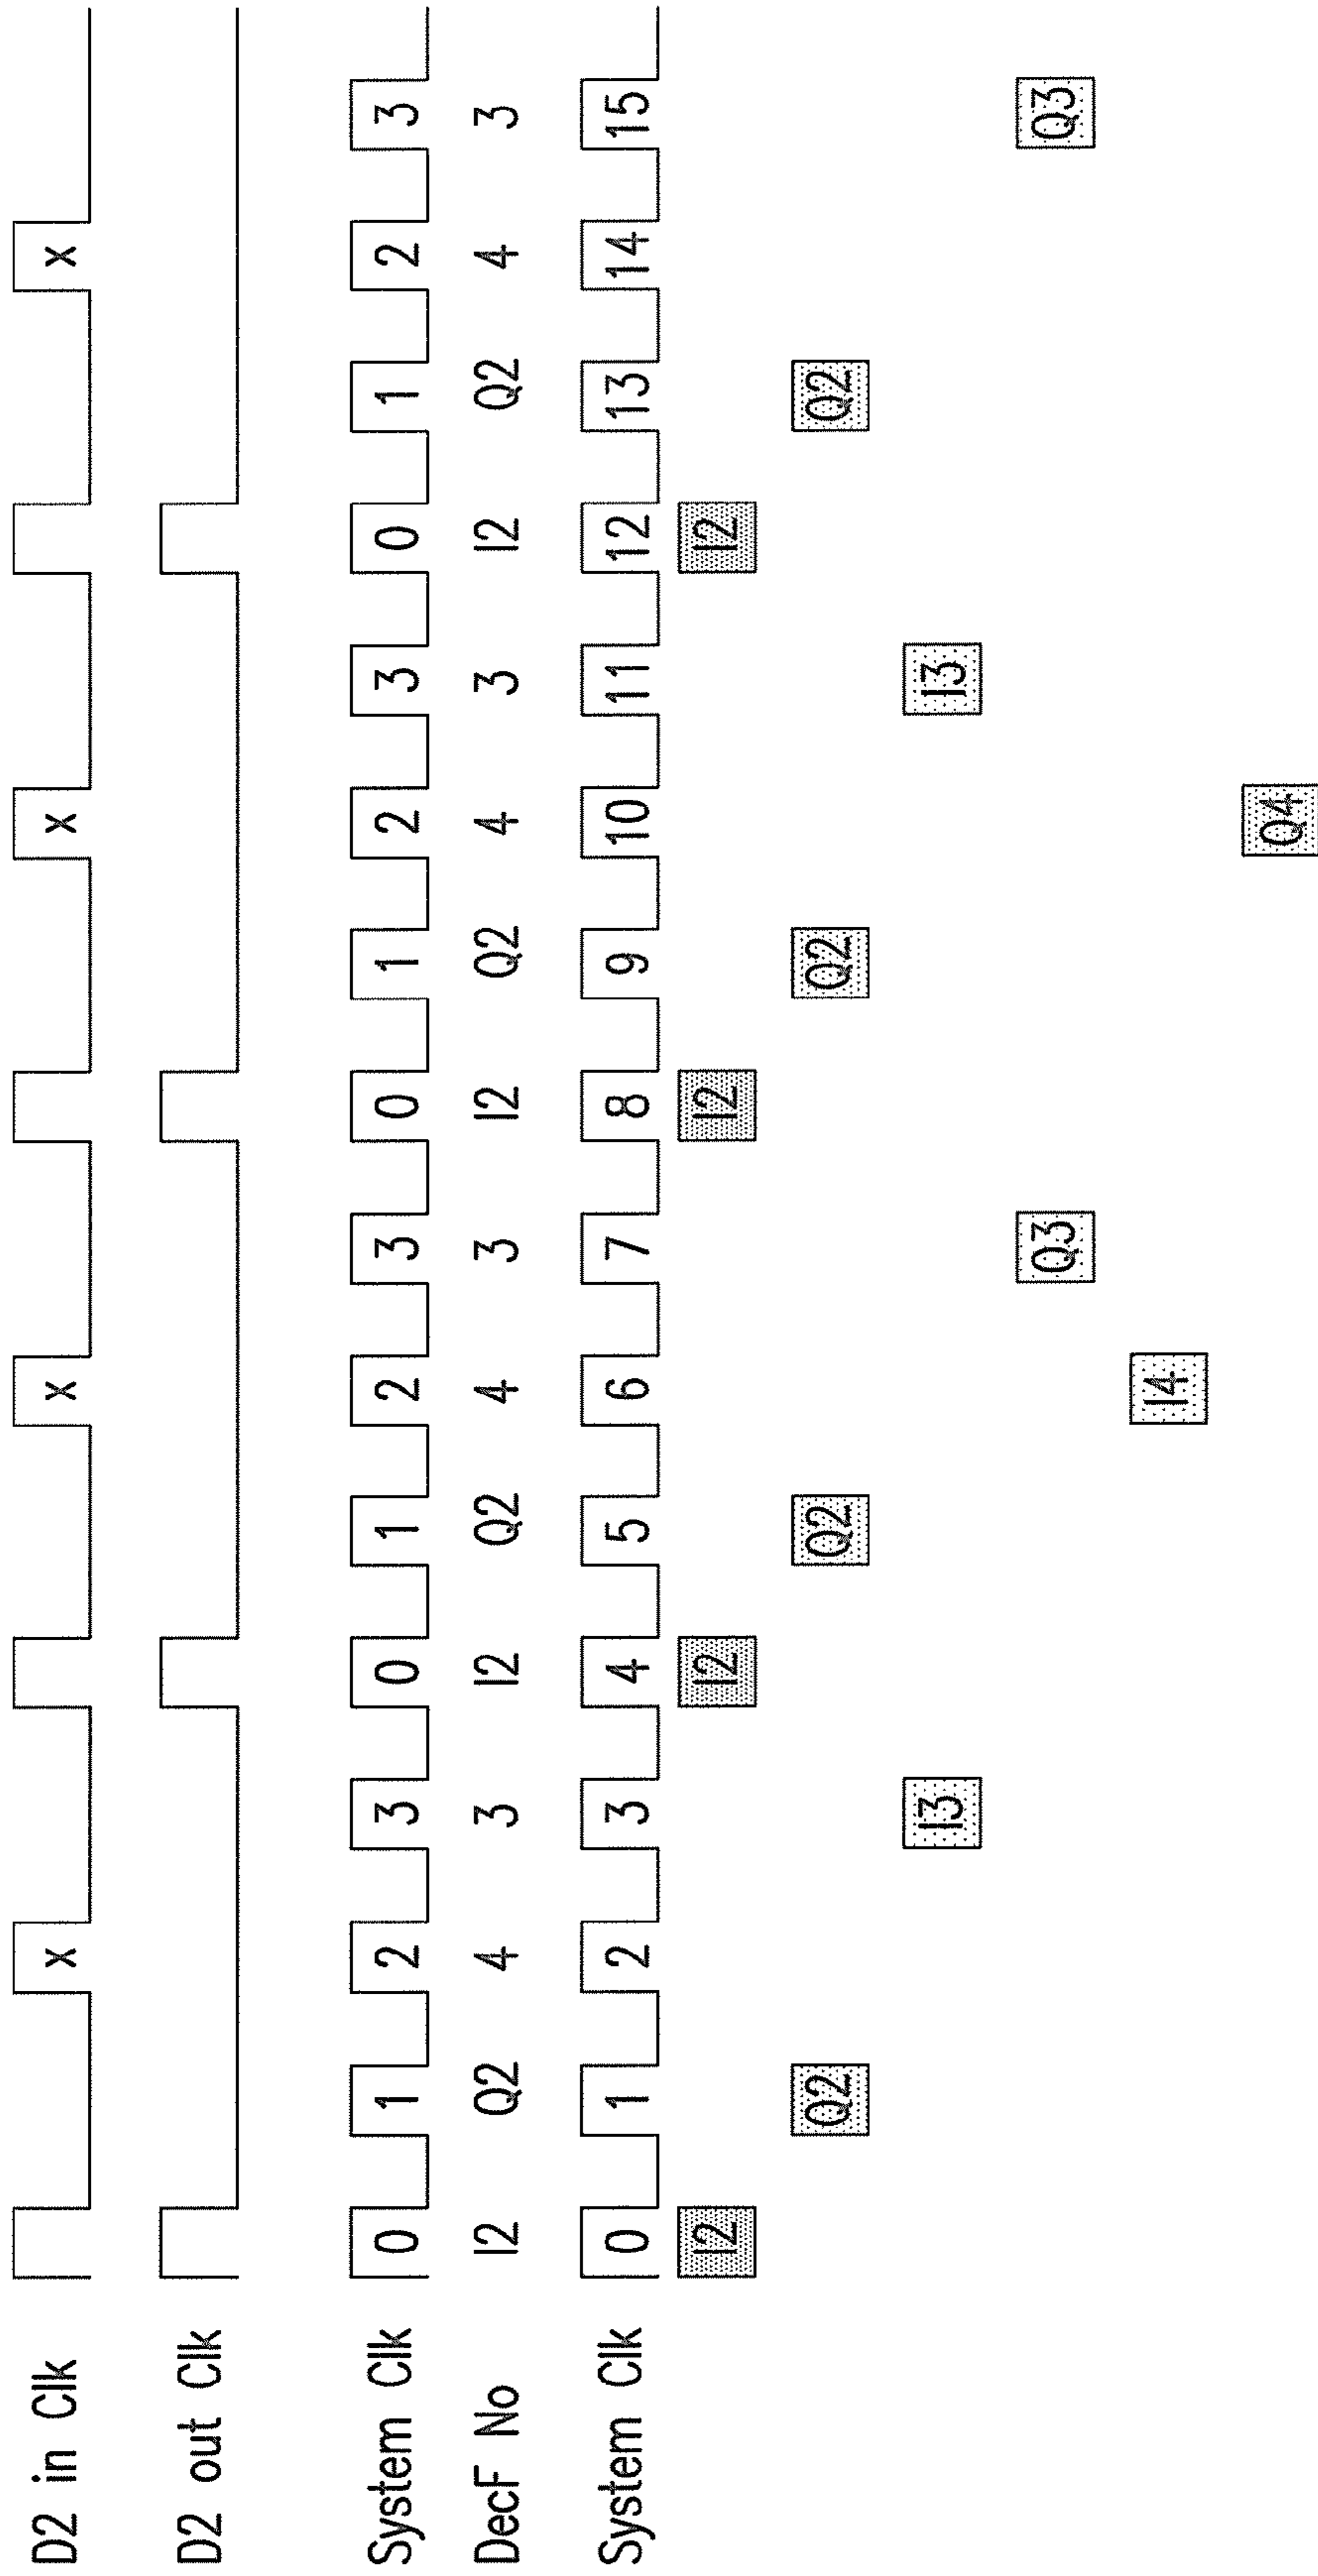 D2 in Clk x x x x
D2 out Clk
System Clk 0 1 2 3 0 1 2 3 0 1 2 3 0 1 2 3
DecF No I2 Q2 4 3 I2 Q2 4 3 I2 Q2 4 3 I2 Q2 4 3
System Clk 0 1 2 3 4 5 6 7 8 9 10 11 12 13 14 15
I2 I2 I2 I2
Q2 Q2 Q2 Q2
I3 I3
Q3 Q3
I4
Q4